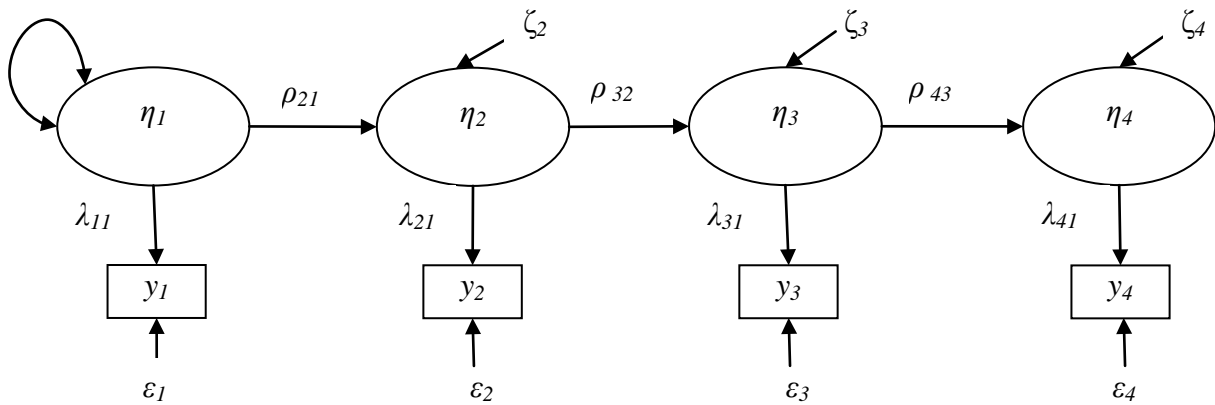 ζ2 ζ3 ζ4
η1 ρ21 η2 ρ 32 η3 ρ 43 η4
λ11 λ21 λ31 λ41
y1 y2 y3 y4
ε1 ε2 ε3 ε4